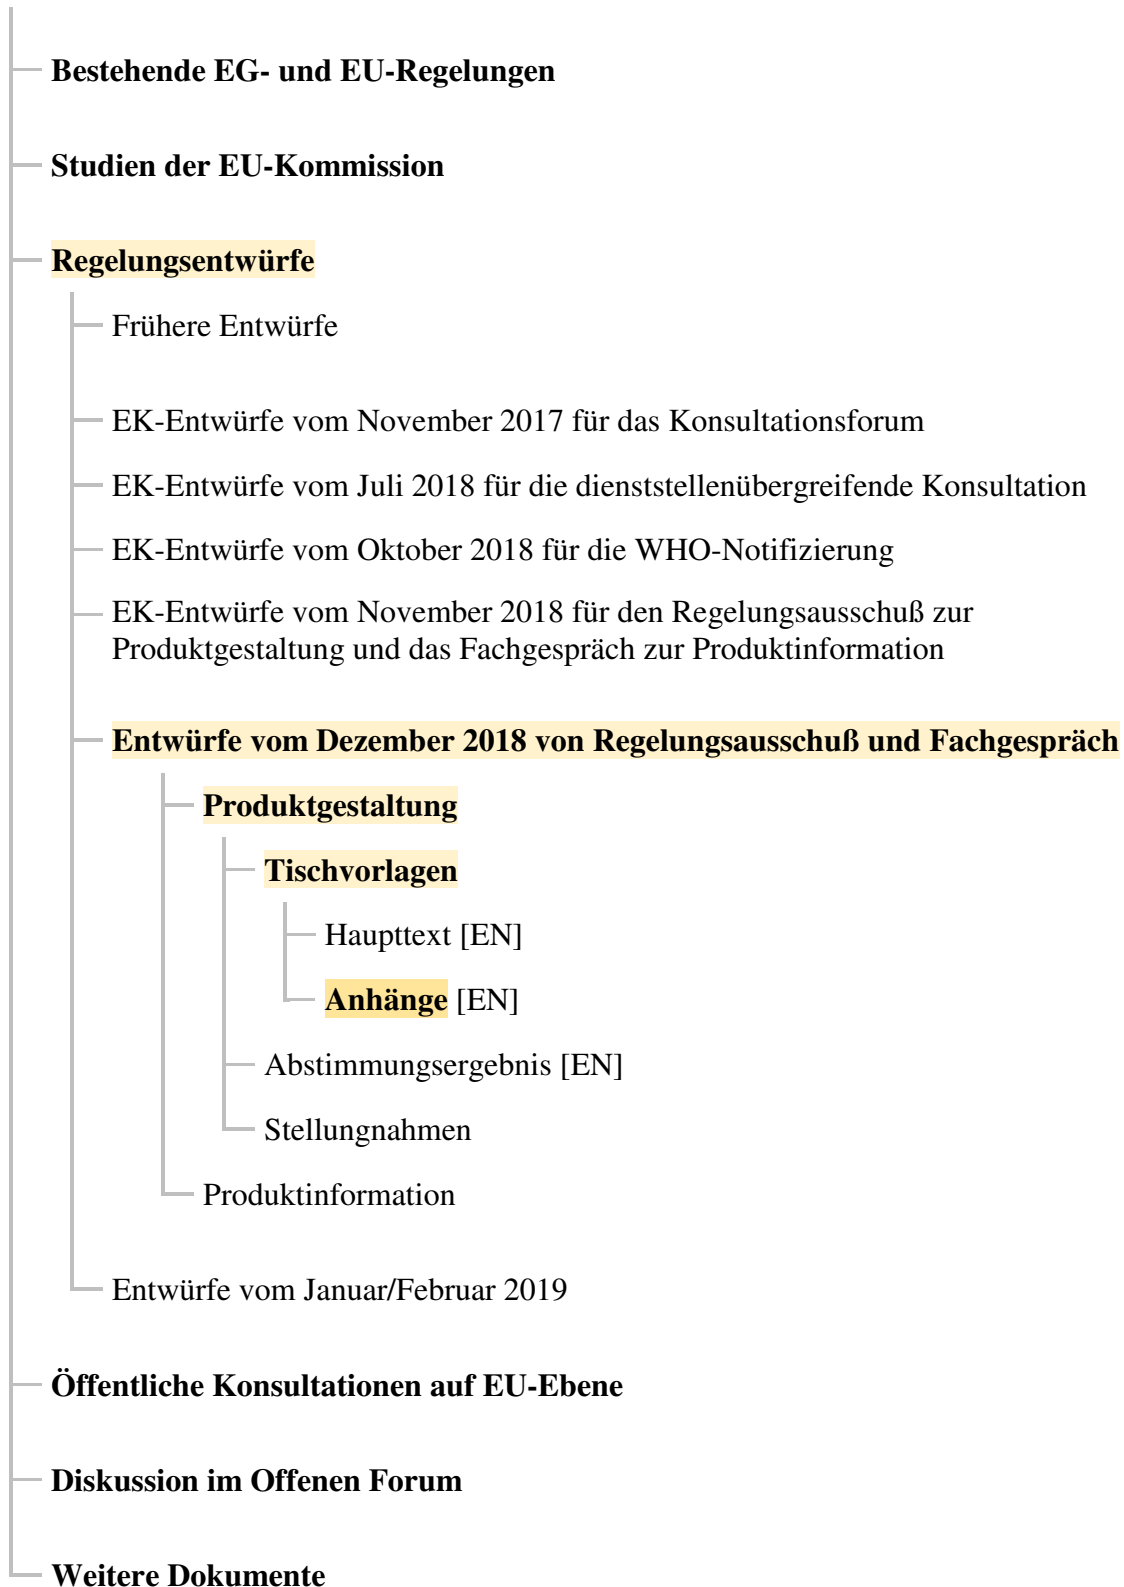 Bestehende EG- und EU-Regelungen
Studien der EU-Kommission
Regelungsentwürfe
Frühere Entwürfe
EK-Entwürfe vom November 2017 für das Konsultationsforum
EK-Entwürfe vom Juli 2018 für die dienststellenübergreifende Konsultation
EK-Entwürfe vom Oktober 2018 für die WHO-Notifizierung
EK-Entwürfe vom November 2018 für den Regelungsausschuß zur
Produktgestaltung und das Fachgespräch zur Produktinformation
Entwürfe vom Dezember 2018 von Regelungsausschuß und Fachgespräch
Produktgestaltung
Tischvorlagen
Haupttext [EN]
Anhänge [EN]
Abstimmungsergebnis [EN]
Stellungnahmen
Produktinformation
Entwürfe vom Januar/Februar 2019
Öffentliche Konsultationen auf EU-Ebene
Diskussion im Offenen Forum
Weitere Dokumente